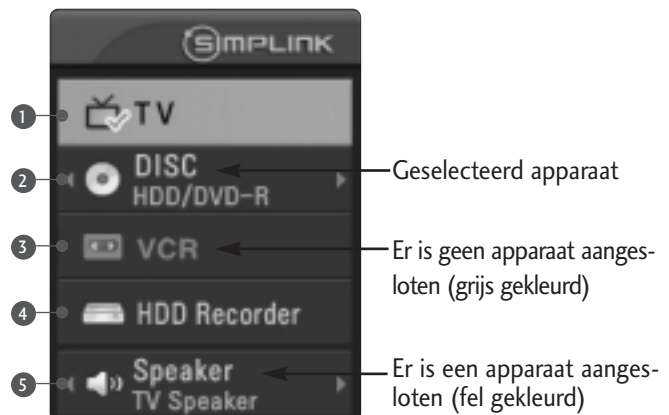 SIMPLINK
1 TV
2 DISC Geselecteerd apparaat
HDD/DVD-R
3 VCR Er is geen apparaat aanges-
loten (grijs gekleurd)
4 HDD Recorder
5 Speaker Er is een apparaat aanges-
TV Speaker loten (fel gekleurd)